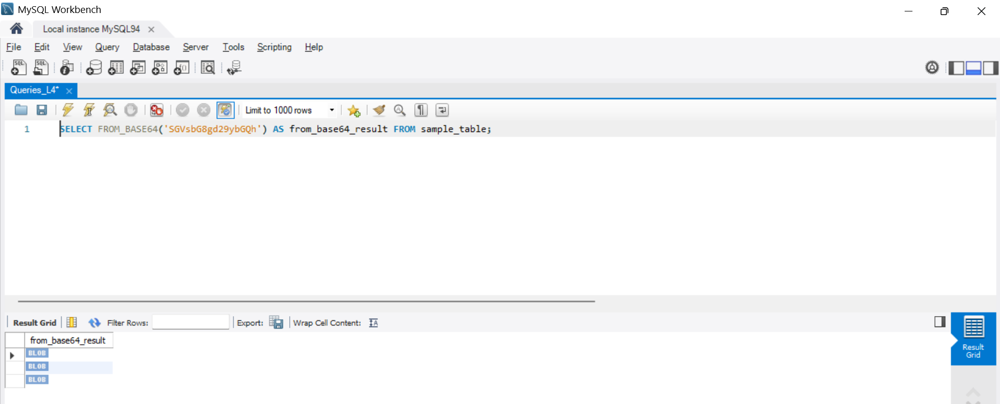 MySQL Workbench
Local instance MySQL94
File Edit View Query Database Server Tools Scripting Help
SQL SQL
Queries_L4*
Limit to 1000 rows
1 SELECT FROM_BASE64('SGVsbG8gd29ybGQh') AS from_base64_result FROM sample_table;
Result Grid Filter Rows: Export: Wrap Cell Content:
Result
Grid
from_base64_result
BLOB
BLOB
BLOB